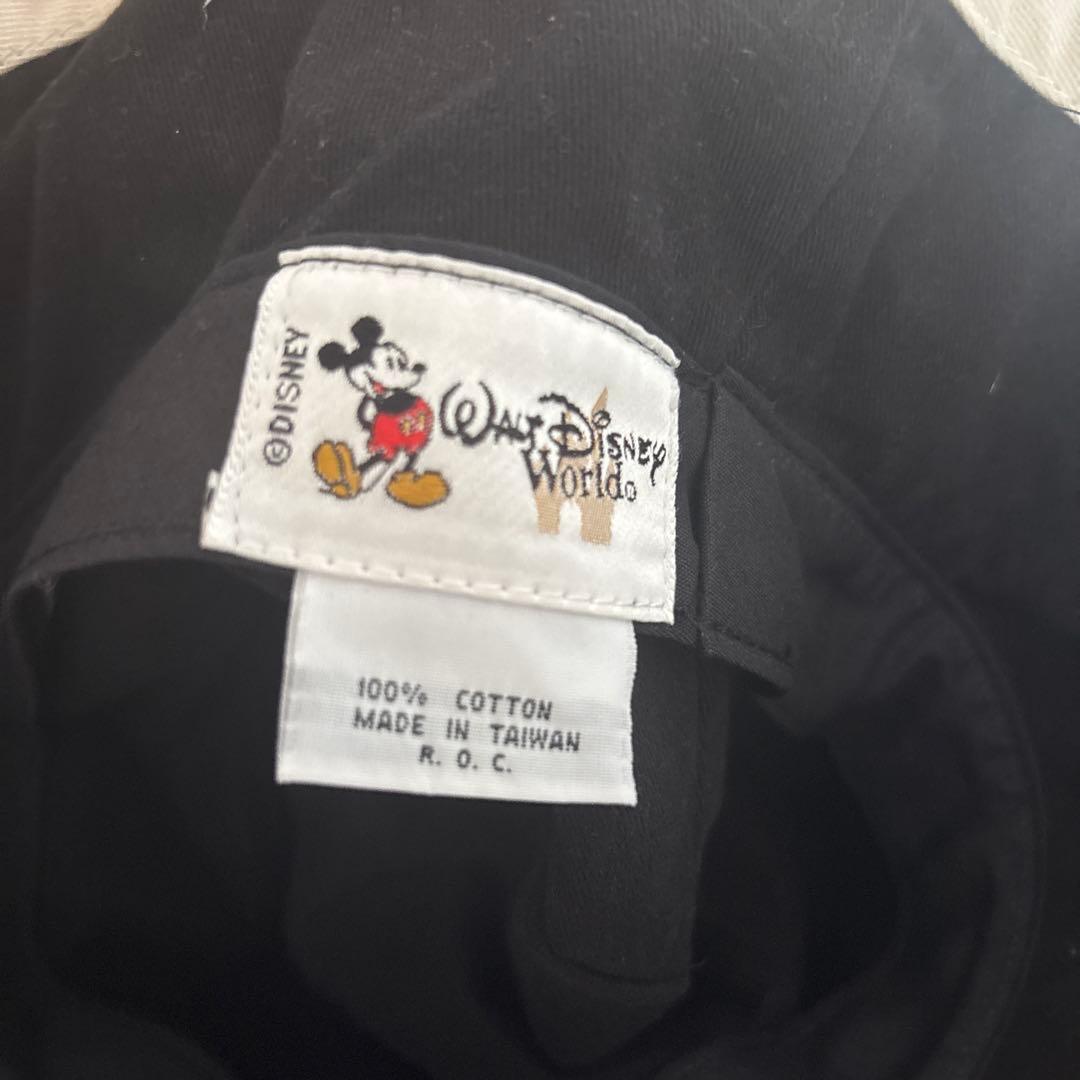 ©DISNEY
WALT DISNEY
World®
100% COTTON
MADE IN TAIWAN
R. O. C.